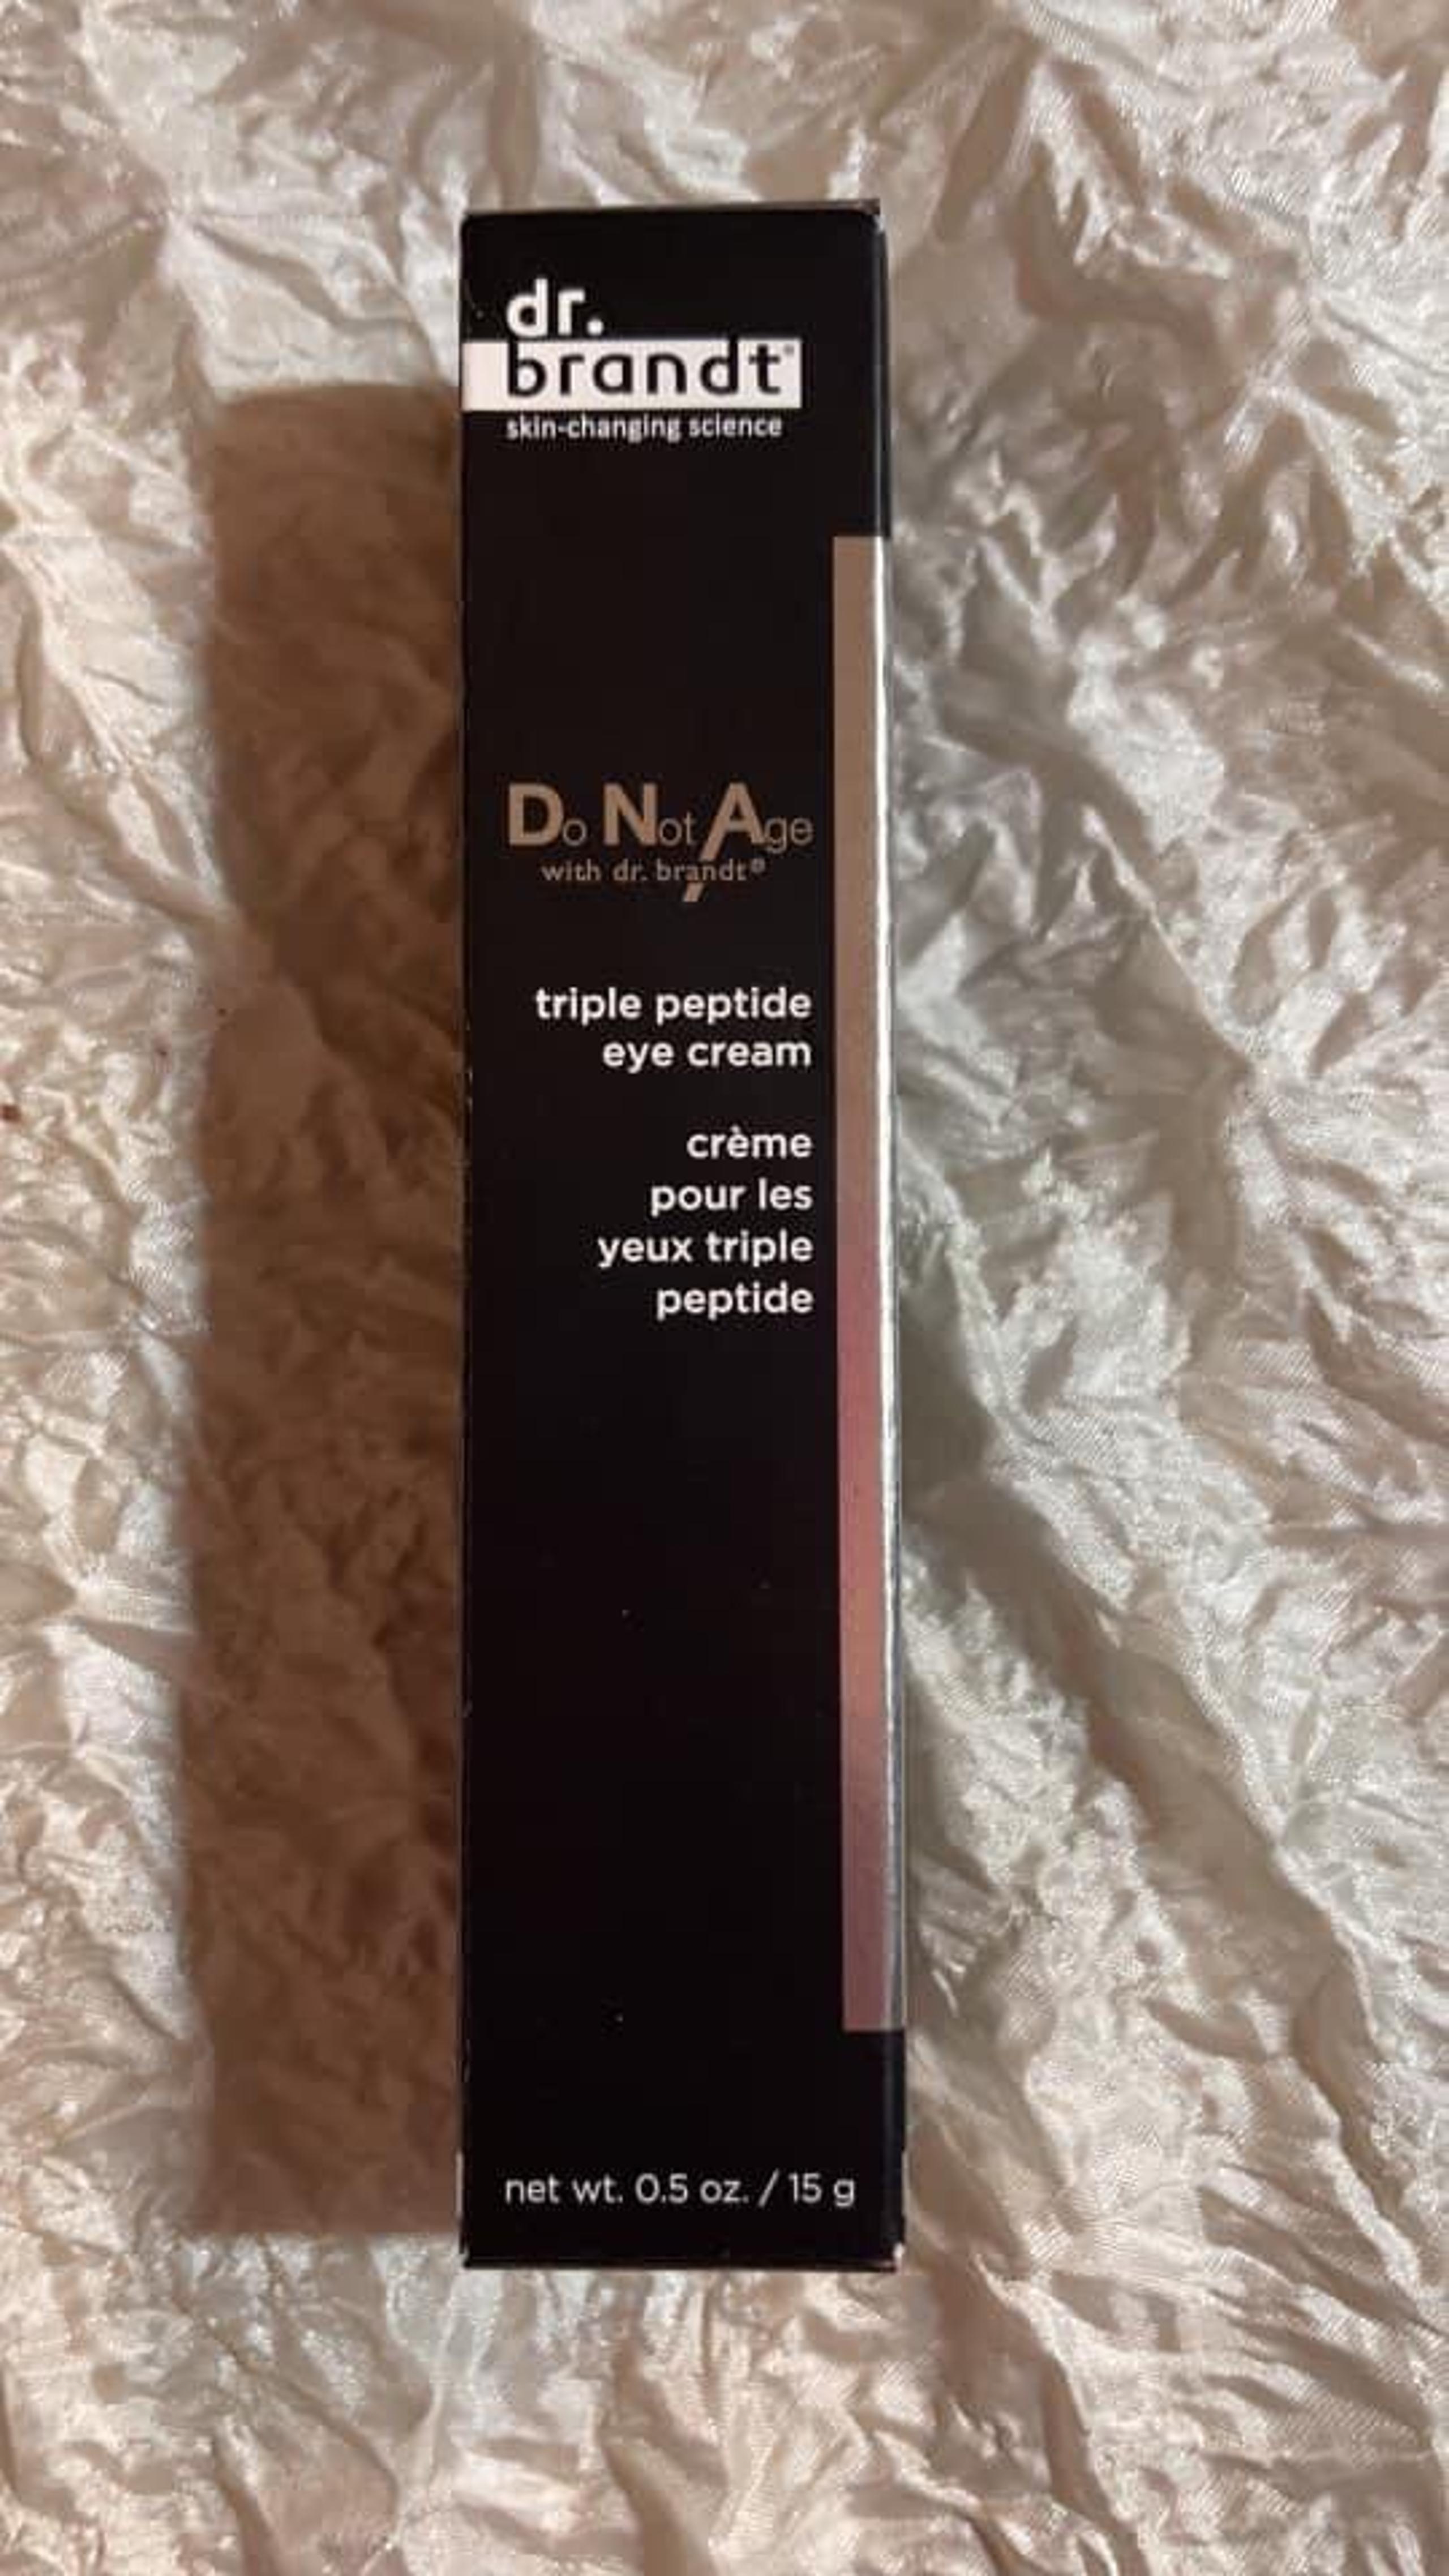 dr.
brandt®
skin-changing science
Do Not Age
with dr. brandt®
triple peptide
eye cream
crème
pour les
yeux triple
peptide
net wt. 0.5 oz. / 15 g